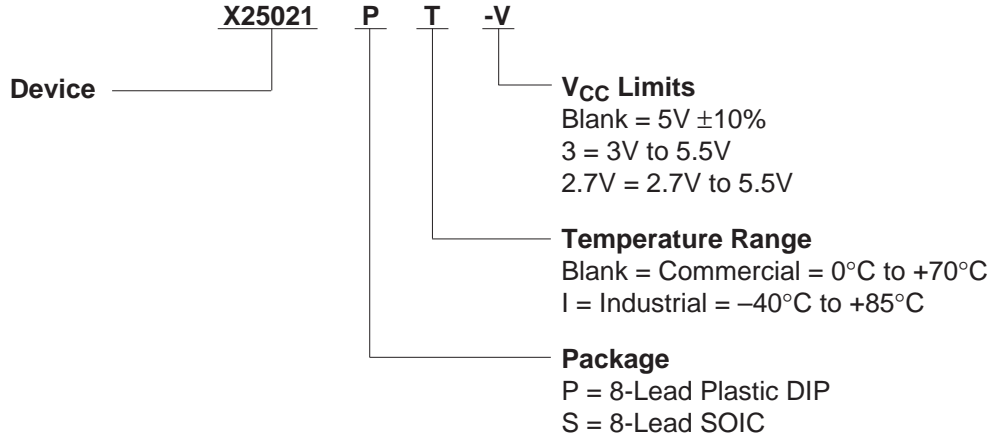 X25021 P T -V
Device
VCC Limits
Blank = 5V ±10%
3 = 3V to 5.5V
2.7V = 2.7V to 5.5V
Temperature Range
Blank = Commercial = 0°C to +70°C
I = Industrial = –40°C to +85°C
Package
P = 8-Lead Plastic DIP
S = 8-Lead SOIC